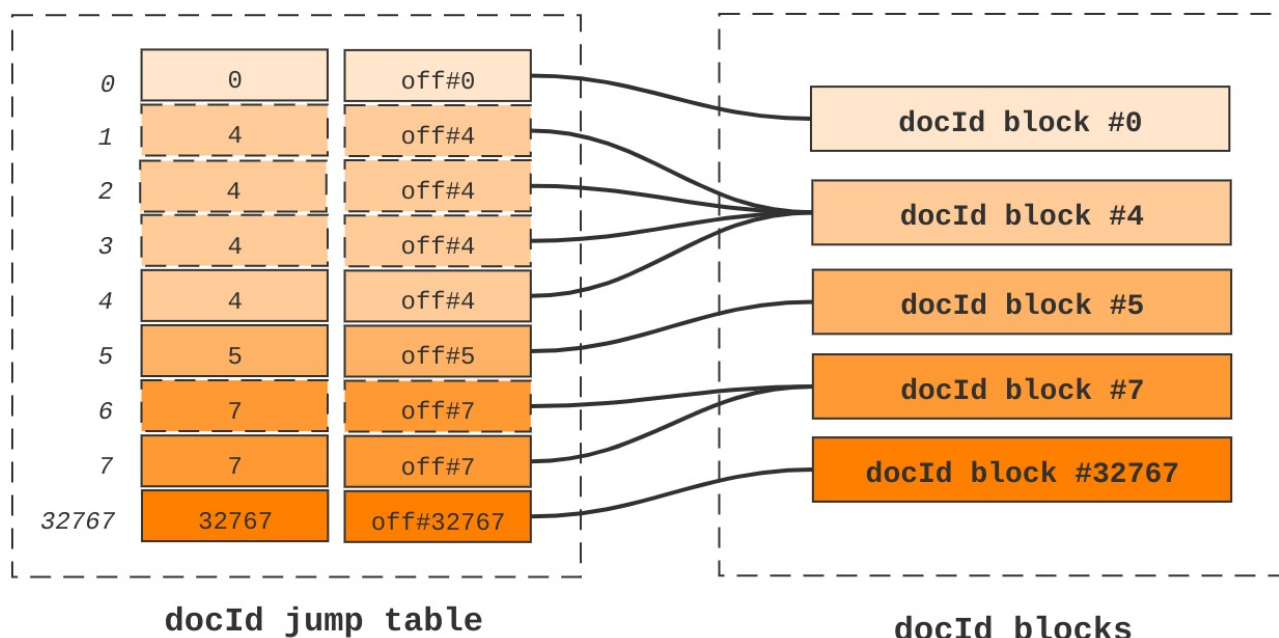 0 0 off#0
1 4 off#4
2 4 off#4
3 4 off#4
4 4 off#4
5 5 off#5
6 7 off#7
7 7 off#7
32767 32767 off#32767
docId jump table
docId block #0
docId block #4
docId block #5
docId block #7
docId block #32767
docId blocks